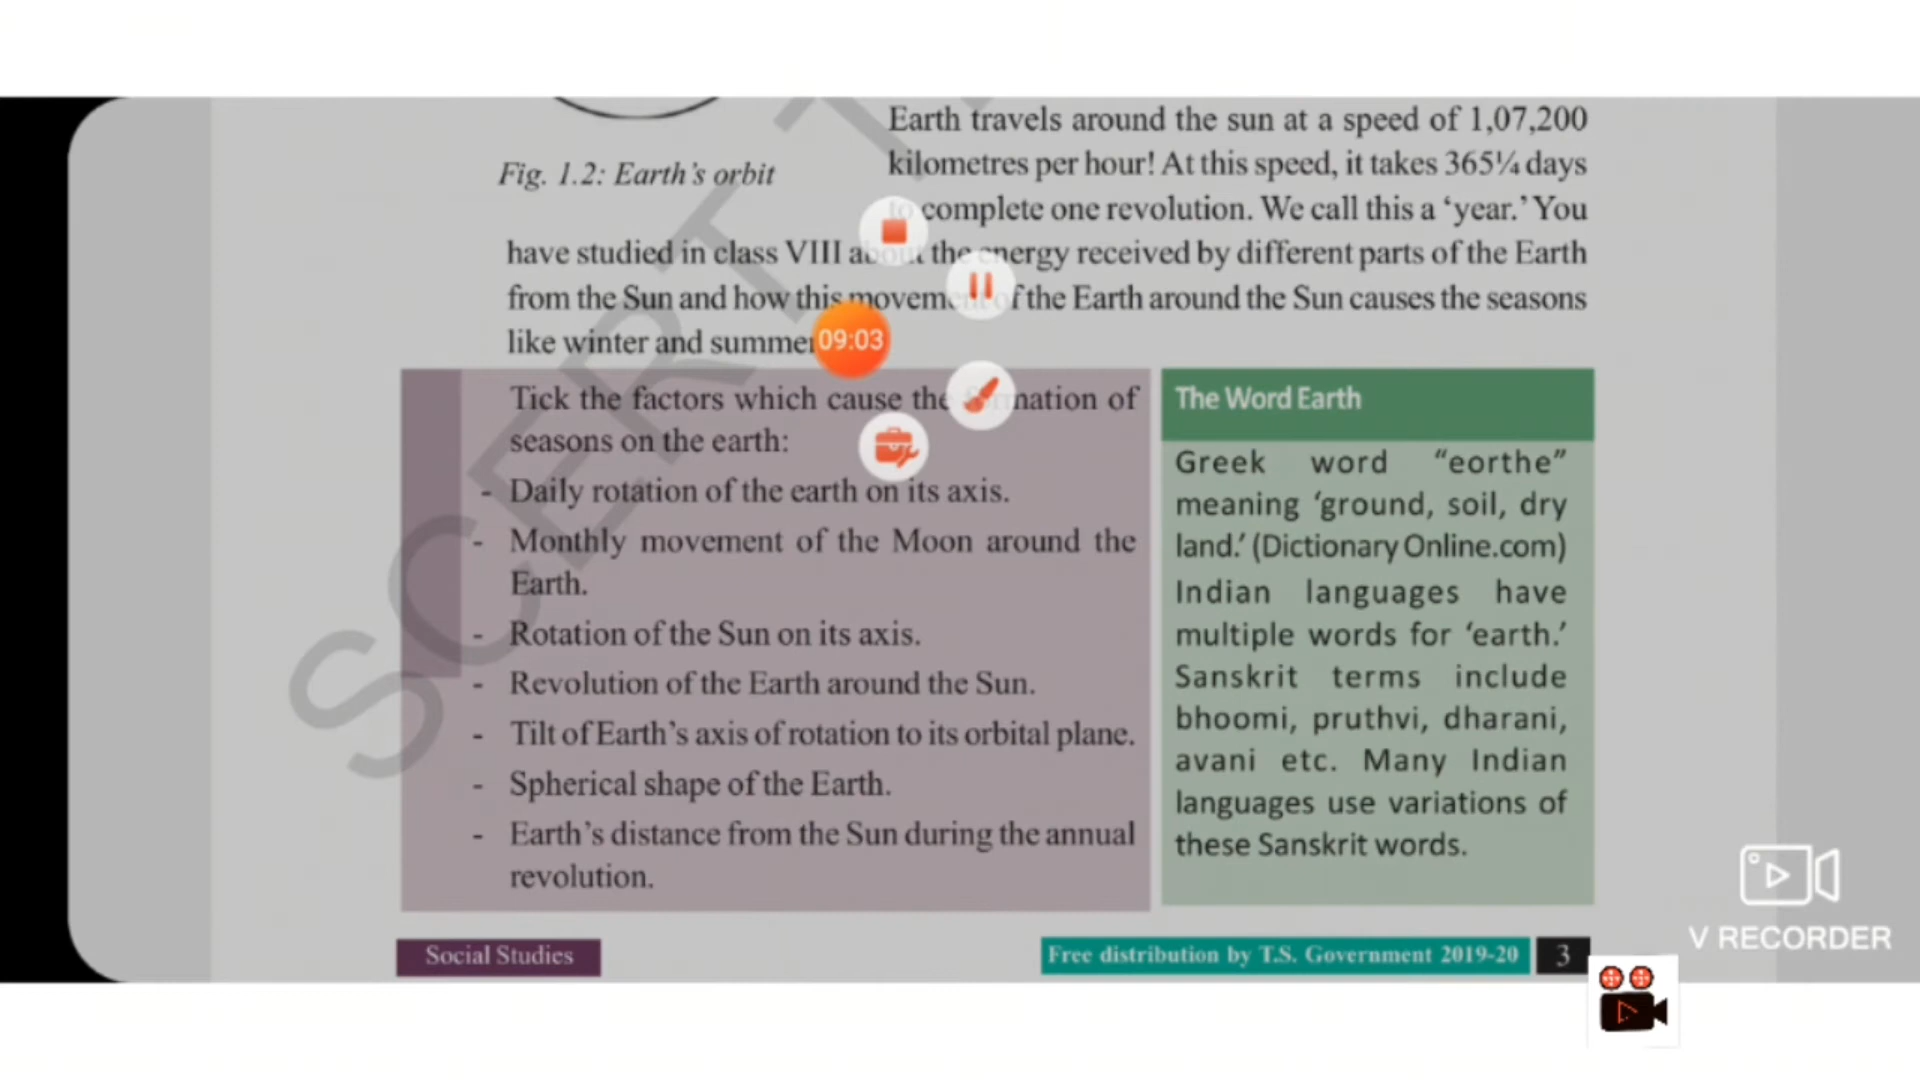 Earth travels around the sun at a speed of 1,07,200
kilometres per hour! At this speed, it takes 365¼ days
Fig. 1.2: Earth's orbit
to complete one revolution. We call this a 'year.' You
have studied in class VIII about the energy received by different parts of the Earth
from the Sun and how this movement of the Earth around the Sun causes the seasons
like winter and summer
09:03
Tick the factors which cause the formation of
seasons on the earth:
- Daily rotation of the earth on its axis.
- Monthly movement of the Moon around the
Earth.
- Rotation of the Sun on its axis.
- Revolution of the Earth around the Sun.
- Tilt of Earth's axis of rotation to its orbital plane.
- Spherical shape of the Earth.
- Earth's distance from the Sun during the annual
revolution.
The Word Earth
Greek word "eorthe"
meaning 'ground, soil, dry
land.' (Dictionary Online.com)
Indian languages have
multiple words for 'earth.'
Sanskrit terms include
bhoomi, pruthvi, dharani,
avani etc. Many Indian
languages use variations of
these Sanskrit words.
SCERT
Social Studies
Free distribution by T.S. Government 2019-20
3
V RECORDER